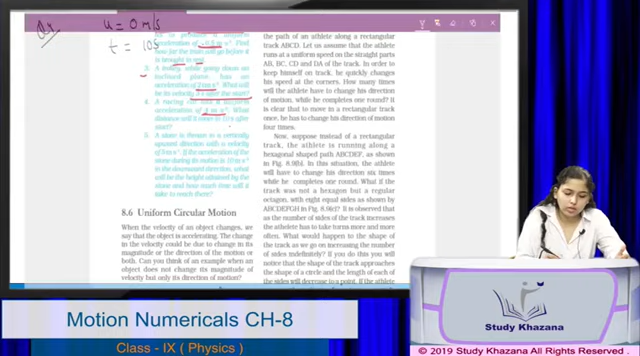 Q4
u = 0 m/s
t = 10s
acceleration of - 0.5 m s⁻². Find
how far the train will go before it
is brought to rest.
3. A trolley, while going down an
inclined plane, has an
acceleration of 2 cm s⁻². What will
be its velocity 3 s after the start?
4. A racing car has a uniform
acceleration of 4 m s⁻². What
distance will it cover in 10 s after
start?
5. A stone is thrown in a vertically
upward direction with a velocity
of 5 m s⁻¹. If the acceleration of the
stone during its motion is 10 m s⁻²
in the downward direction, what
will be the height attained by the
stone and how much time will it
take to reach there?
8.6 Uniform Circular Motion
When the velocity of an object changes, we
say that the object is accelerating. The change
in the velocity could be due to change in its
magnitude or the direction of the motion or
both. Can you think of an example when an
object does not change its magnitude of
velocity but only its direction of motion?
the path of an athlete along a rectangular
track ABCD. Let us assume that the athlete
runs at a uniform speed on the straight parts
AB, BC, CD and DA of the track. In order to
keep himself on track, he quickly changes
his speed at the corners. How many times
will the athlete have to change his direction
of motion, while he completes one round? It
is clear that to move in a rectangular track
once, he has to change his direction of motion
four times.
Now, suppose instead of a rectangular
track, the athlete is running along a
hexagonal shaped path ABCDEF, as shown
in Fig. 8.9(b). In this situation, the athlete
will have to change his direction six times
while he completes one round. What if the
track was not a hexagon but a regular
octagon, with eight equal sides as shown by
ABCDEFGH in Fig. 8.9(c)? It is observed that
as the number of sides of the track increases
the athelete has to take turns more and more
often. What would happen to the shape of
the track as we go on increasing the number
of sides indefinitely? If you do this you will
notice that the shape of the track approaches
the shape of a circle and the length of each of
the sides will decrease to a point. If the athlete
Study Khazana
Motion Numericals CH-8
Class - IX ( Physics )
© 2019 Study Khazana
All Rights Reserved